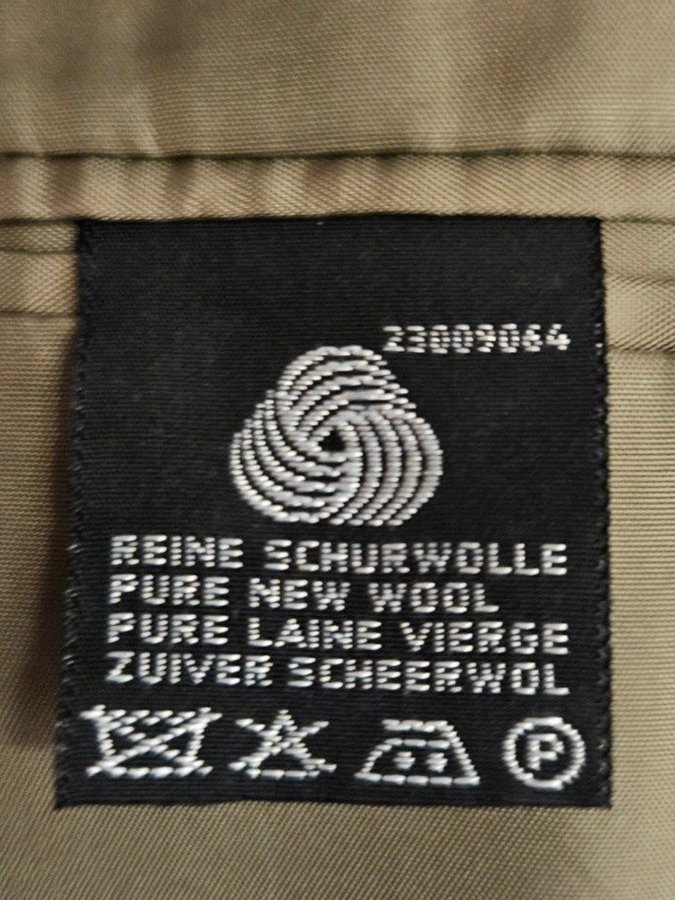 23009064
REINE SCHURWOLLE
PURE NEW WOOL
PURE LAINE VIERGE
ZUIVER SCHEERWOL
P